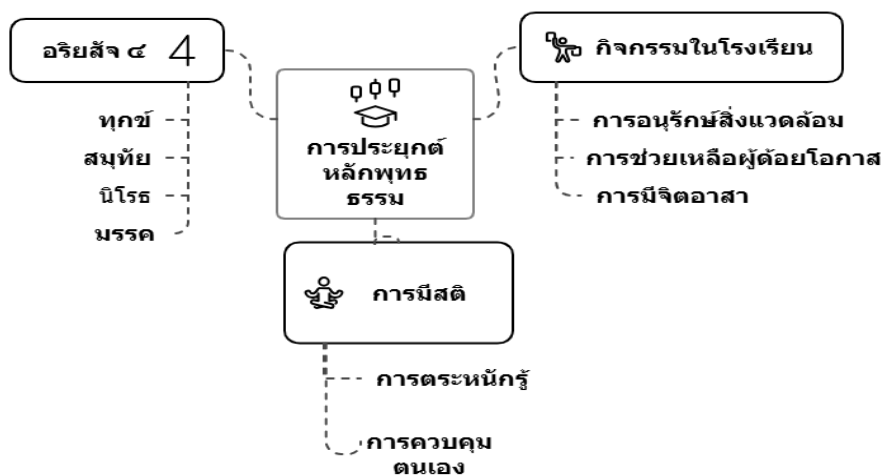 อริยสัจ ๔ 4
ทุกข์
สมุทัย
นิโรธ
มรรค
การประยุกต์
หลักพุทธ
ธรรม
กิจกรรมในโรงเรียน
การอนุรักษ์สิ่งแวดล้อม
การช่วยเหลือผู้ด้อยโอกาส
การมีจิตอาสา
การมีสติ
การตระหนักรู้
การควบคุม
ตนเอง